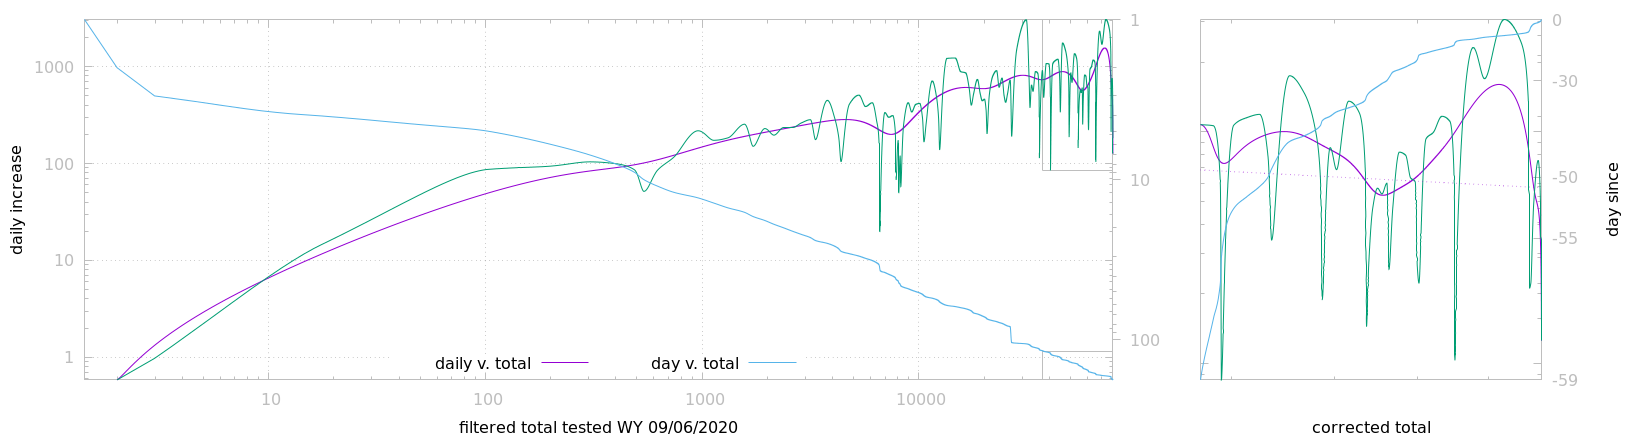 daily increase
1000
100
10
1
10
100
1000
10000
1
10
100
daily v. total
day v. total
filtered total tested WY 09/06/2020
0
-30
-50
-55
-59
day since
corrected total